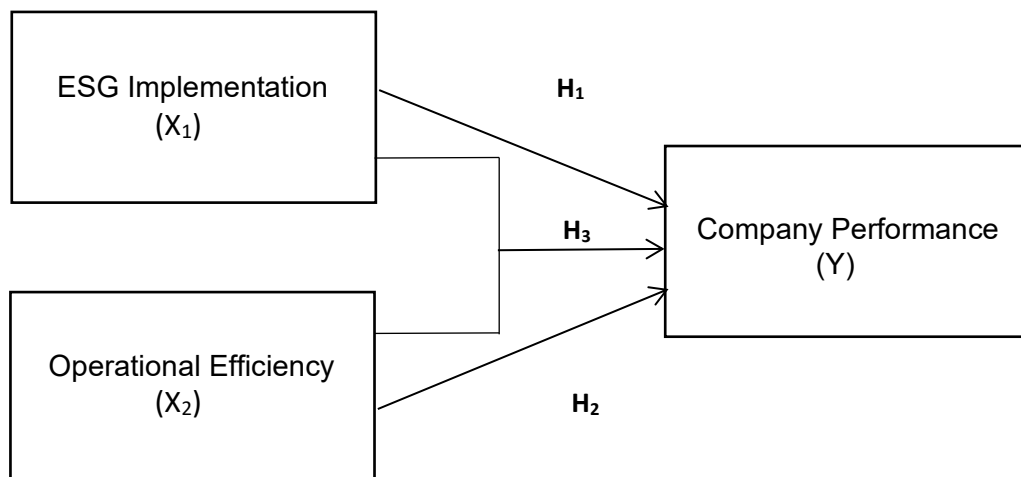 ESG Implementation
(X₁)
H₁
Company Performance
(Y)
H₃
Operational Efficiency
(X₂)
H₂